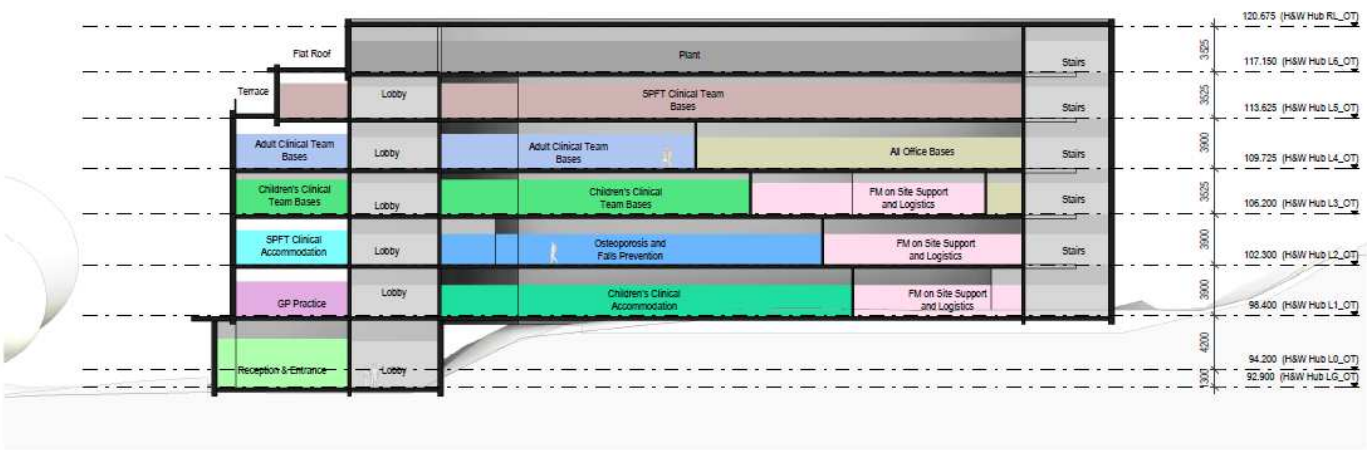 120.675 (H&W Hub RL_OT)
Flat Roof
Plant
Stairs
3525
117.150 (H&W Hub L6_OT)
Terrace
Lobby
SPFT Clinical Team
Bases
Stairs
3525
113.625 (H&W Hub L5_OT)
Adult Clinical Team
Bases
Lobby
Adult Clinical Team
Bases
All Office Bases
Stairs
3900
109.725 (H&W Hub L4_OT)
Children's Clinical
Team Bases
Lobby
Children's Clinical
Team Bases
FM on Site Support
and Logistics
Stairs
3525
106.200 (H&W Hub L3_OT)
SPFT Clinical
Accommodation
Lobby
Osteoporosis and
Falls Prevention
FM on Site Support
and Logistics
Stairs
3900
102.300 (H&W Hub L2_OT)
GP Practice
Lobby
Children's Clinical
Accommodation
FM on Site Support
and Logistics
3900
98.400 (H&W Hub L1_OT)
Reception & Entrance
Lobby
4200
94.200 (H&W Hub L0_OT)
1300
92.900 (H&W Hub LG_OT)